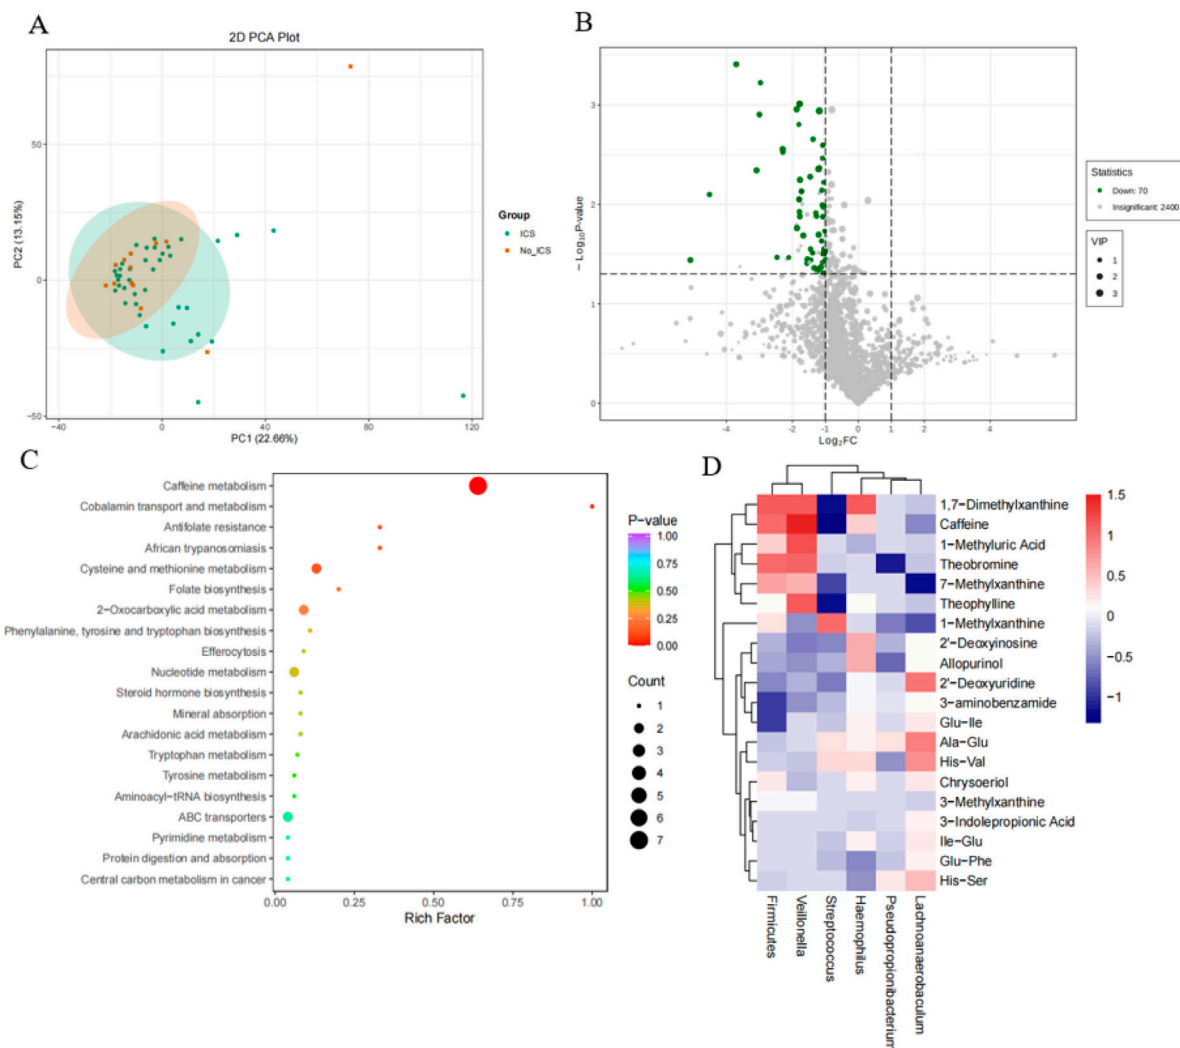 A
2D PCA Plot
PC2 (13.15%)
50
0
−50
−40
0
40
80
120
PC1 (22.66%)
Group
ICS
No_ICS
B
− Log10P-value
3
2
1
0
-4
-2
-1
0
1
2
4
Log2FC
Statistics
Down: 70
Insignificant: 2400
VIP
1
2
3
C
Caffeine metabolism
Cobalamin transport and metabolism
Antifolate resistance
African trypanosomiasis
Cysteine and methionine metabolism
Folate biosynthesis
2−Oxocarboxylic acid metabolism
Phenylalanine, tyrosine and tryptophan biosynthesis
Efferocytosis
Nucleotide metabolism
Steroid hormone biosynthesis
Mineral absorption
Arachidonic acid metabolism
Tryptophan metabolism
Tyrosine metabolism
Aminoacyl−tRNA biosynthesis
ABC transporters
Pyrimidine metabolism
Protein digestion and absorption
Central carbon metabolism in cancer
0.00
0.25
0.50
0.75
1.00
Rich Factor
P−value
1.00
0.75
0.50
0.25
0.00
Count
1
2
3
4
5
6
7
D
1,7−Dimethylxanthine
Caffeine
1−Methyluric Acid
Theobromine
7−Methylxanthine
Theophylline
1−Methylxanthine
2'−Deoxyinosine
Allopurinol
2'−Deoxyuridine
3−aminobenzamide
Glu−Ile
Ala−Glu
His−Val
Chrysoeriol
3−Methylxanthine
3−Indolepropionic Acid
Ile−Glu
Glu−Phe
His−Ser
Firmicutes
Veillonella
Streptococcus
Haemophilus
Pseudopropionibacterium
Lachnoanaerobaculum
1.5
1
0.5
0
−0.5
−1